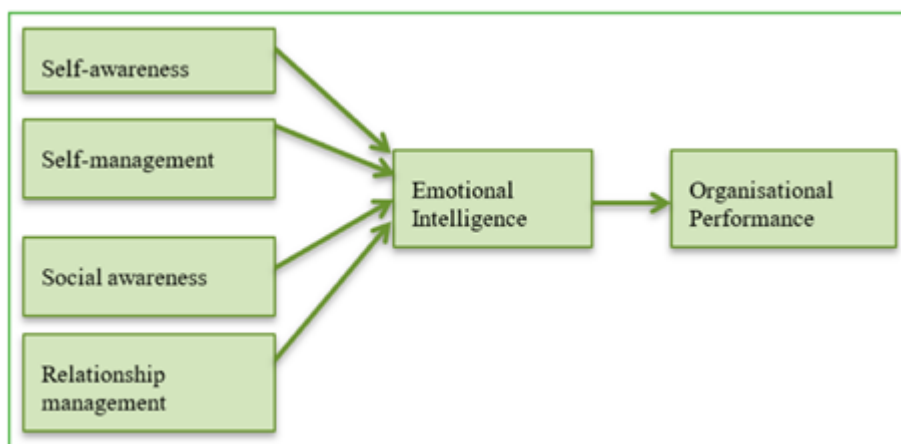 Self-awareness
Self-management
Social awareness
Relationship
management
Emotional
Intelligence
Organisational
Performance